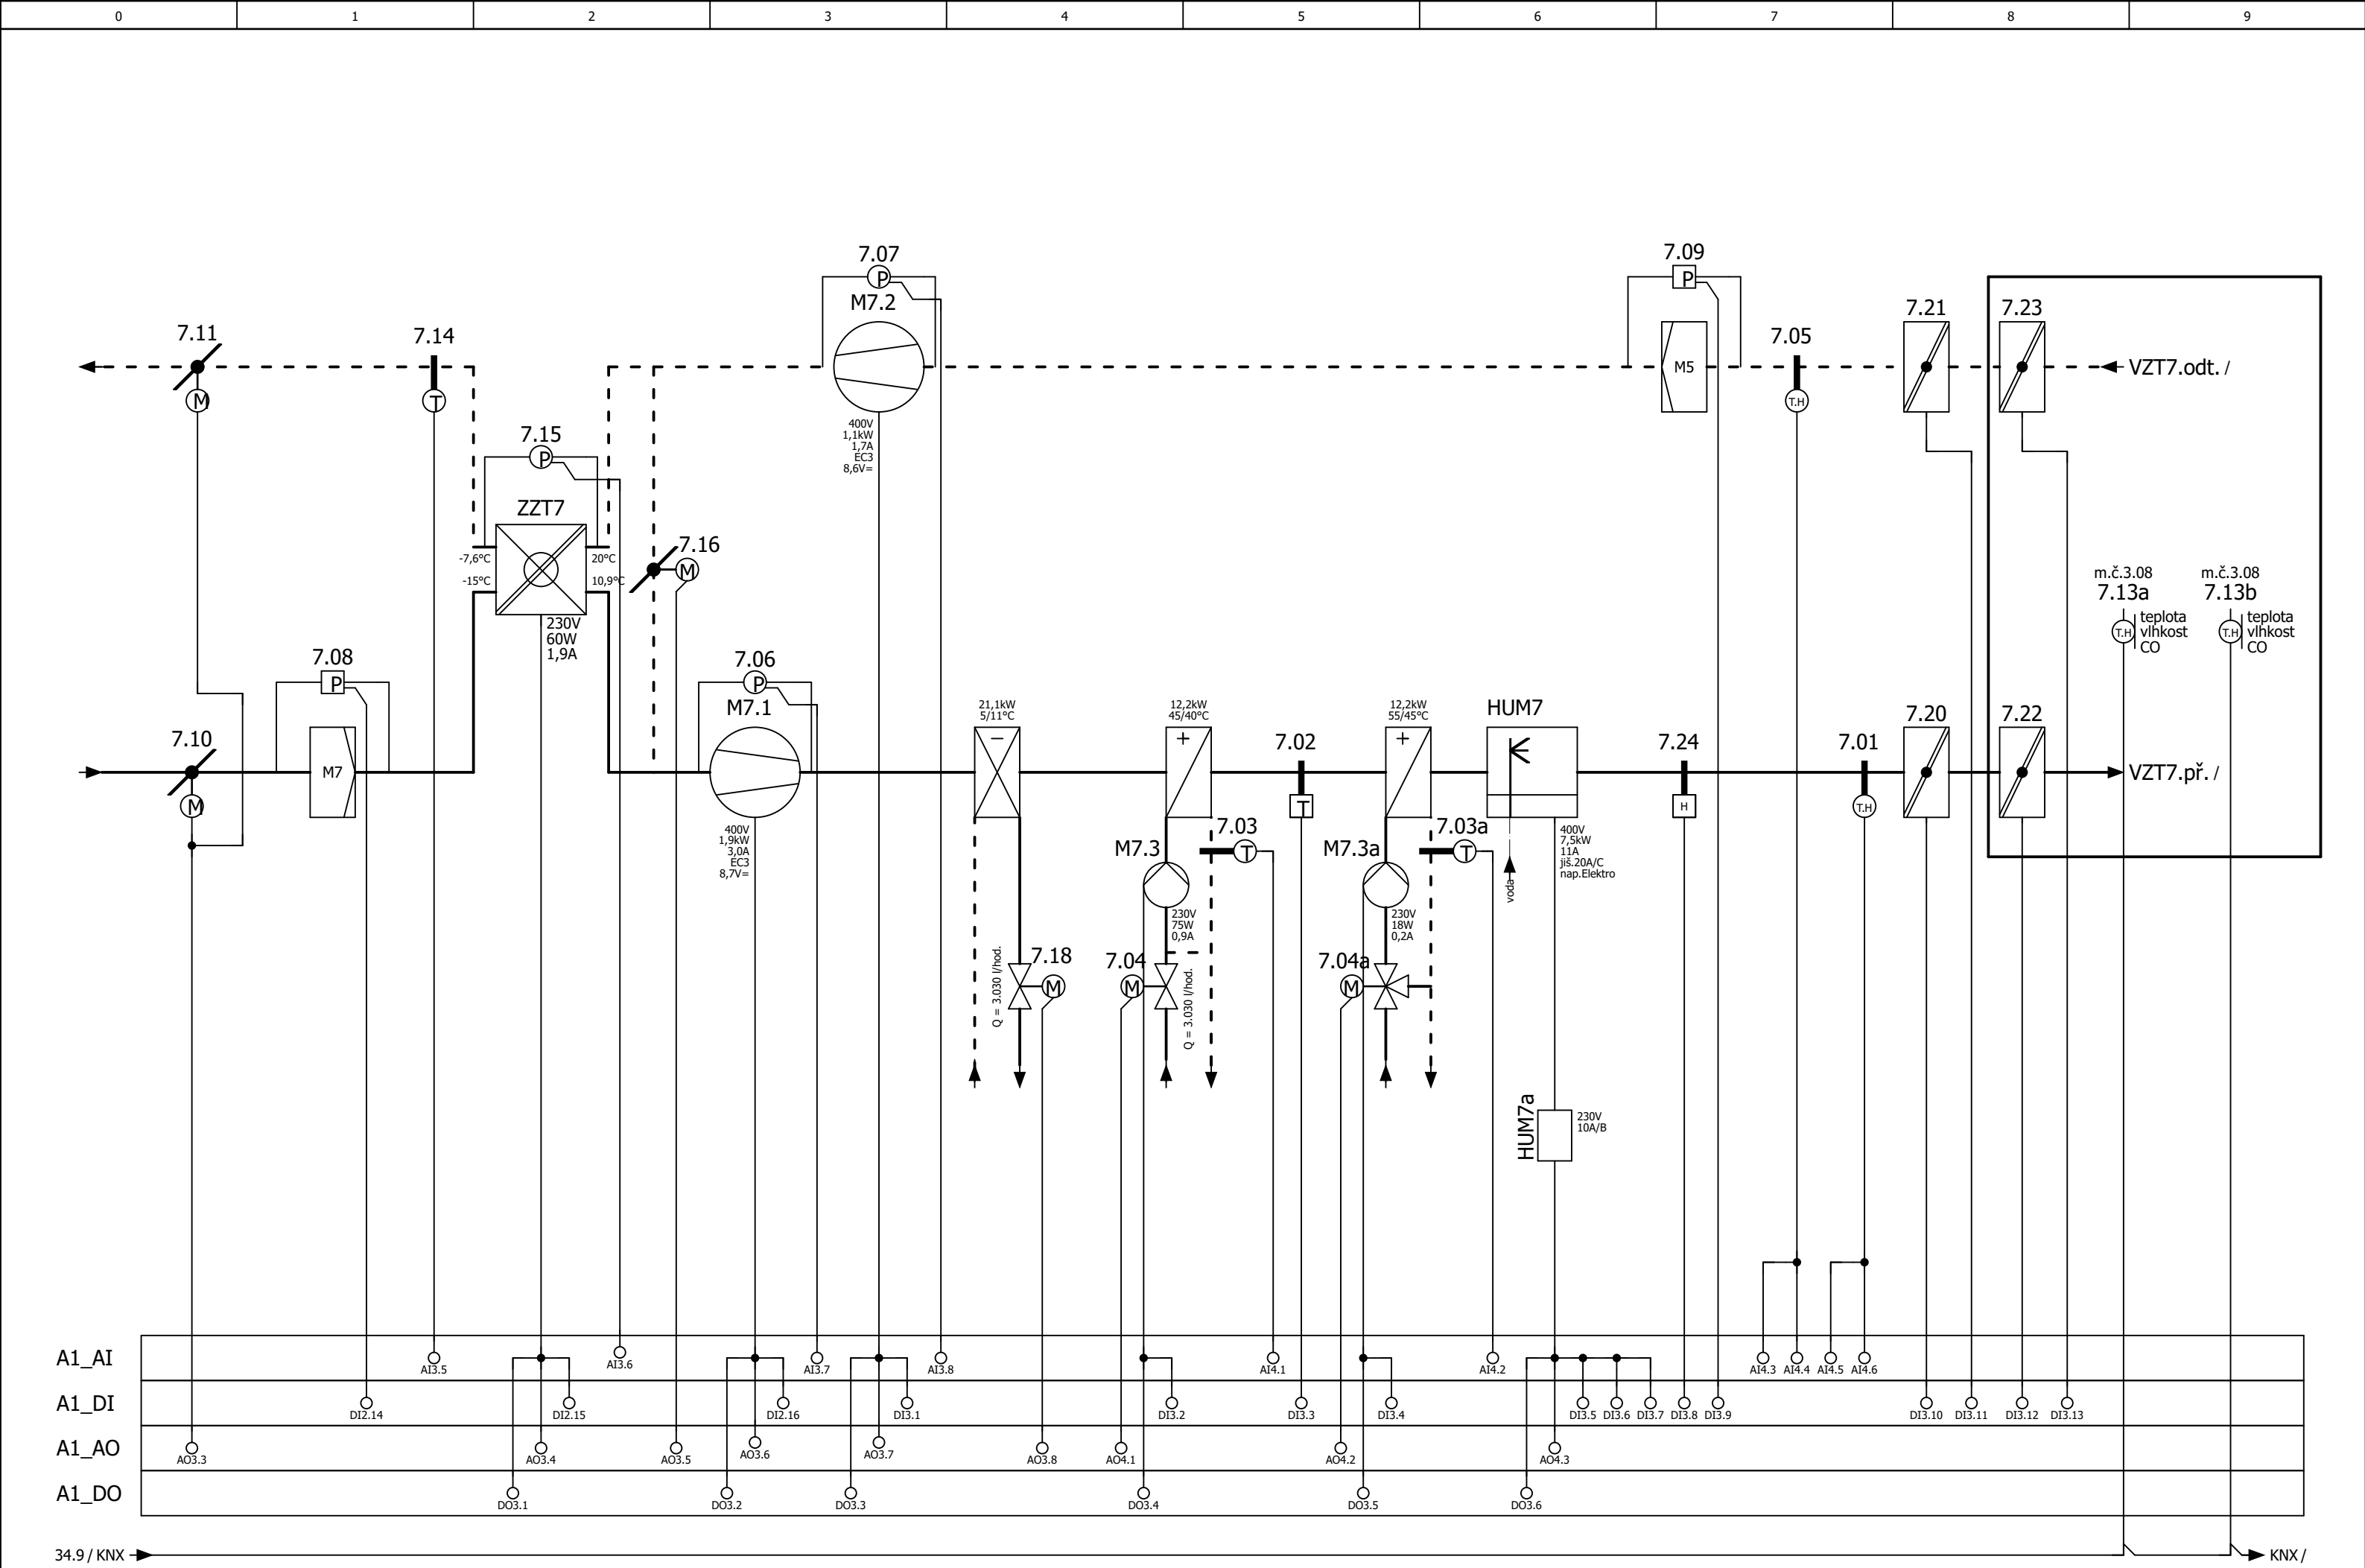 0 1 2 3 4 5 6 7 8 9
7.07
P
M7.2
400V
1,1kW
1,7A
EC3
8,6V=
7.09
P
M5
7.11
M
7.14
T
7.05
T.H
7.21
7.23
VZT7.odt. /
7.15
P
ZZT7
-7,6°C
20°C
-15°C
10,9°C
230V
60W
1,9A
7.16
M
m.č.3.08
7.13a
T.H
teplota
vlhkost
CO
m.č.3.08
7.13b
T.H
teplota
vlhkost
CO
7.08
P
M7
7.10
M
7.06
P
M7.1
400V
1,9kW
3,0A
EC3
8,7V=
21,1kW
5/11°C
−
12,2kW
45/40°C
+
7.02
T
12,2kW
55/45°C
+
HUM7
400V
7,5kW
11A
jiš.20A/C
nap.Elektro
voda
7.24
H
7.01
T.H
7.20
7.22
VZT7.př. /
M7.3
7.03
T
230V
75W
0,9A
M7.3a
7.03a
T
230V
18W
0,2A
Q = 3.030 l/hod.
7.18
M
7.04
M
Q = 3.030 l/hod.
7.04a
M
HUM7a
230V
10A/B
A1_AI
AI3.5 AI3.6 AI3.7 AI3.8 AI4.1 AI4.2 AI4.3 AI4.4 AI4.5 AI4.6
A1_DI
DI2.14 DI2.15 DI2.16 DI3.1 DI3.2 DI3.3 DI3.4 DI3.5 DI3.6 DI3.7 DI3.8 DI3.9 DI3.10 DI3.11 DI3.12 DI3.13
A1_AO
AO3.3 AO3.4 AO3.5 AO3.6 AO3.7 AO3.8 AO4.1 AO4.2 AO4.3
A1_DO
DO3.1 DO3.2 DO3.3 DO3.4 DO3.5 DO3.6
34.9 / KNX
KNX /